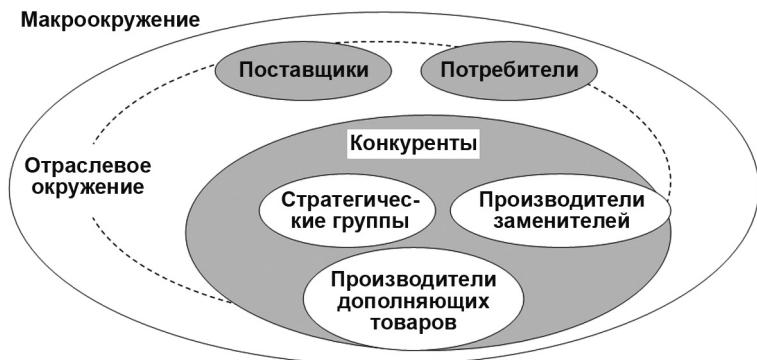 Макроокружение
Поставщики
Потребители
Конкуренты
Отраслевое
окружение
Стратегичес-
кие группы
Производители
заменителей
Производители
дополняющих
товаров